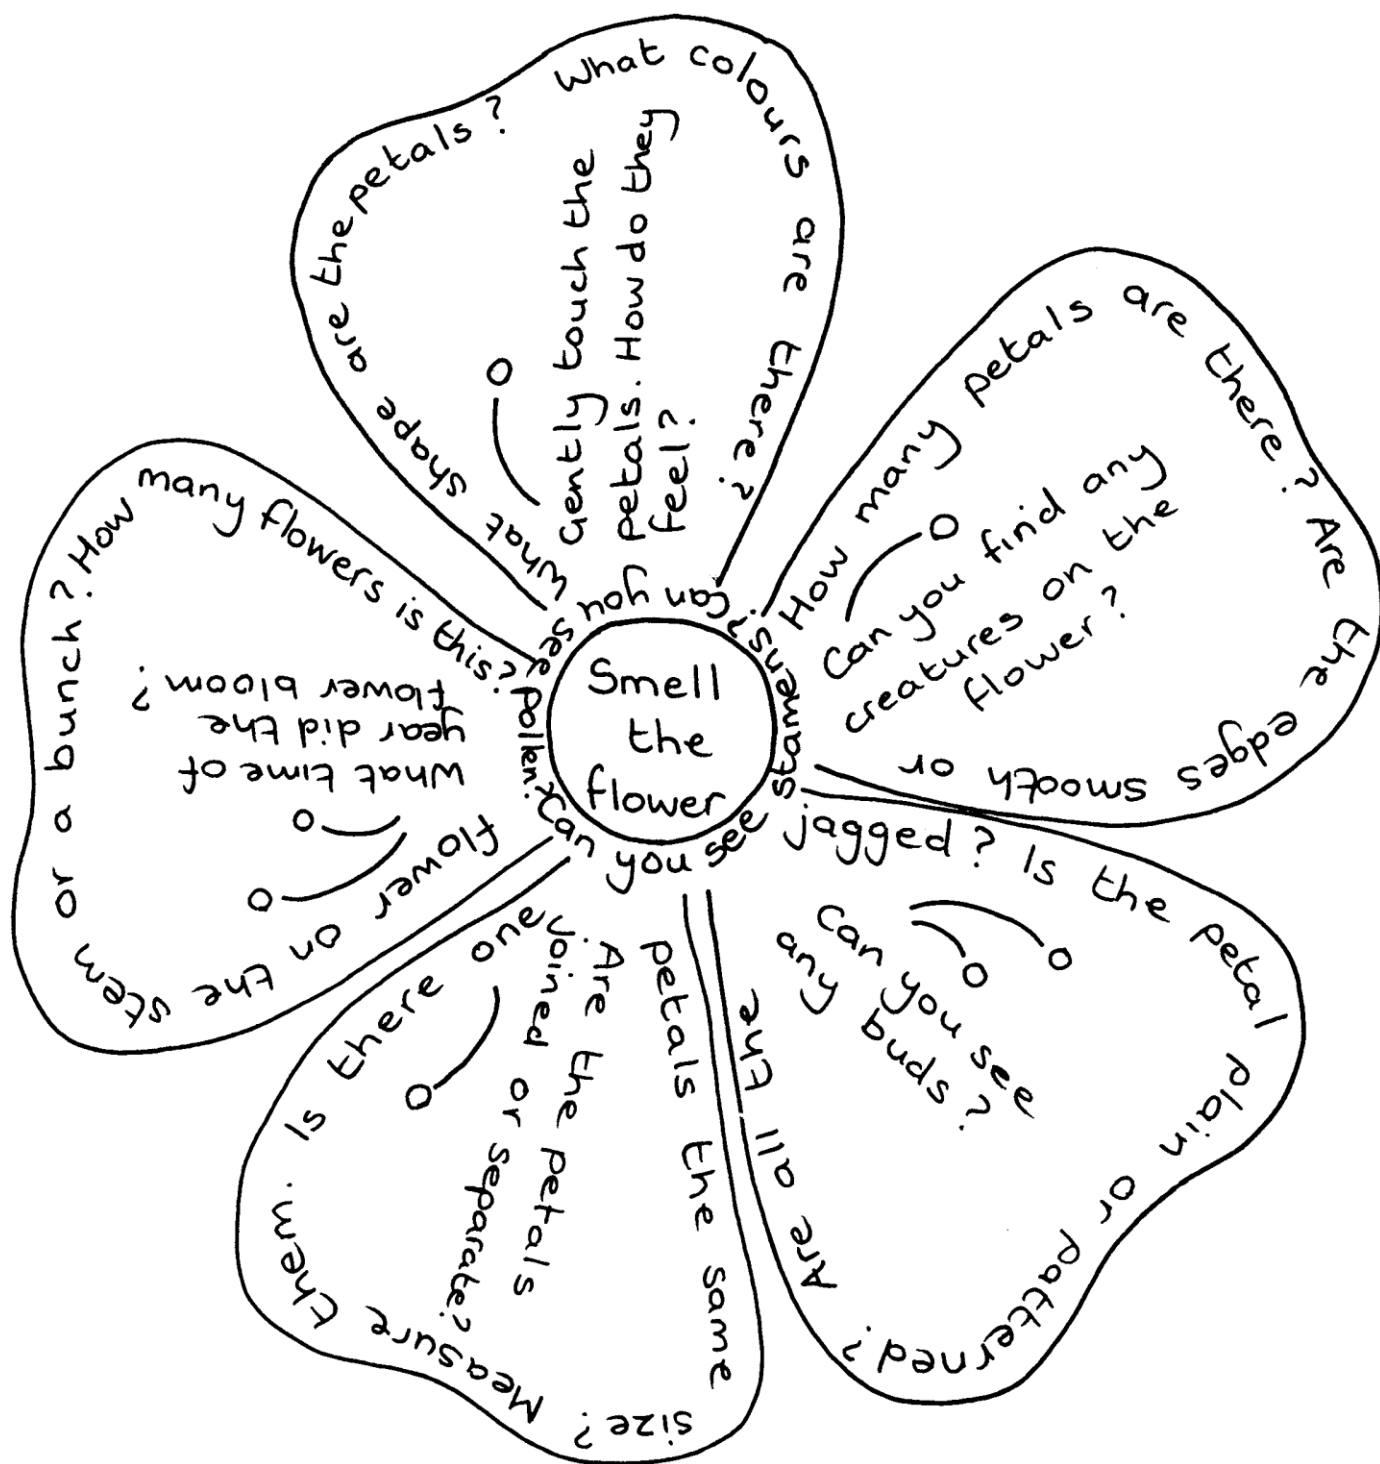 Smell
the
flower
Can you see stamens?
Can you see pollen?
What shape are the petals? What colours are there?
Gently touch the
petals. How do they
feel?
How many petals are there? Are the edges smooth or
Can you find any
creatures on the
flower?
jagged? Is the petal plain or patterned? Are all the
Can you see
any buds?
petals the same size? Measure them. Is there one
Are the petals
joined or separate?
flower on the stem or a bunch? How many flowers is this?
What time of
year did the
flower bloom?